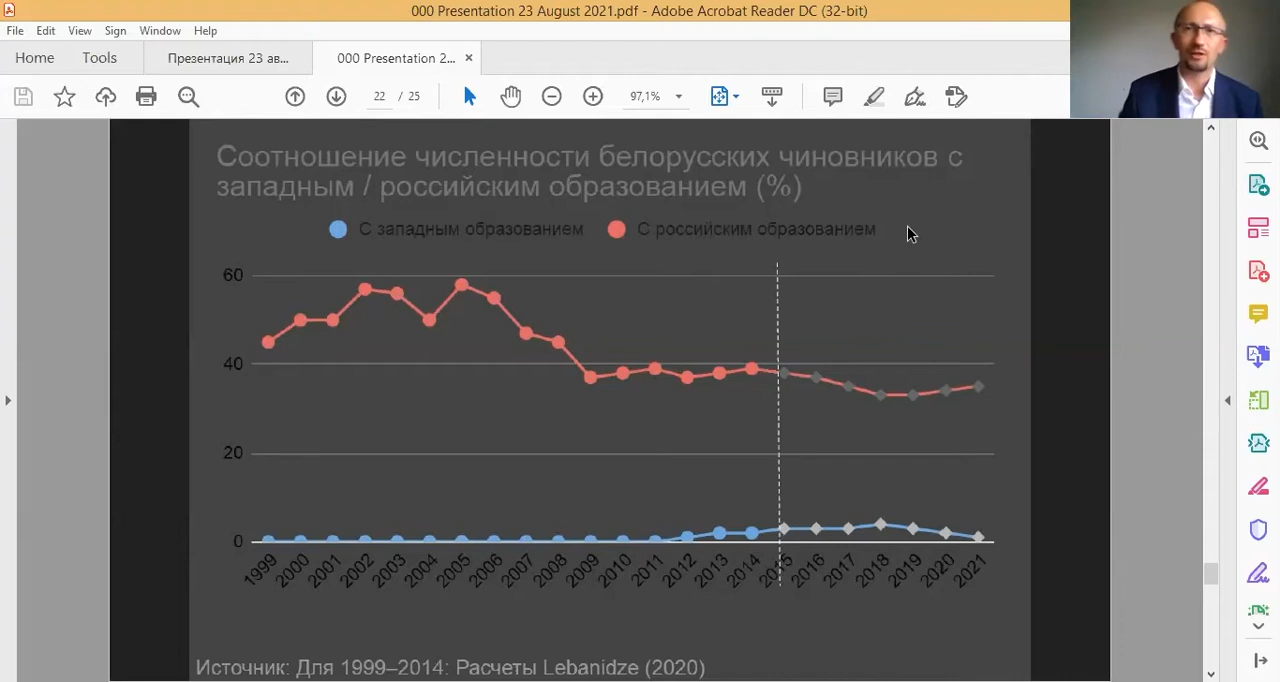 000 Presentation 23 August 2021.pdf - Adobe Acrobat Reader DC (32-bit)
File Edit View Sign Window Help
Home Tools Презентация 23 ав... 000 Presentation 2... ×
22 / 25 97,1%
Соотношение численности белорусских чиновников с
западным / российским образованием (%)
С западным образованием С российским образованием
60
40
20
0
1999 2000 2001 2002 2003 2004 2005 2006 2007 2008 2009 2010 2011 2012 2013 2014 2015 2016 2017 2018 2019 2020 2021
Источник: Для 1999–2014: Расчеты Lebanidze (2020)